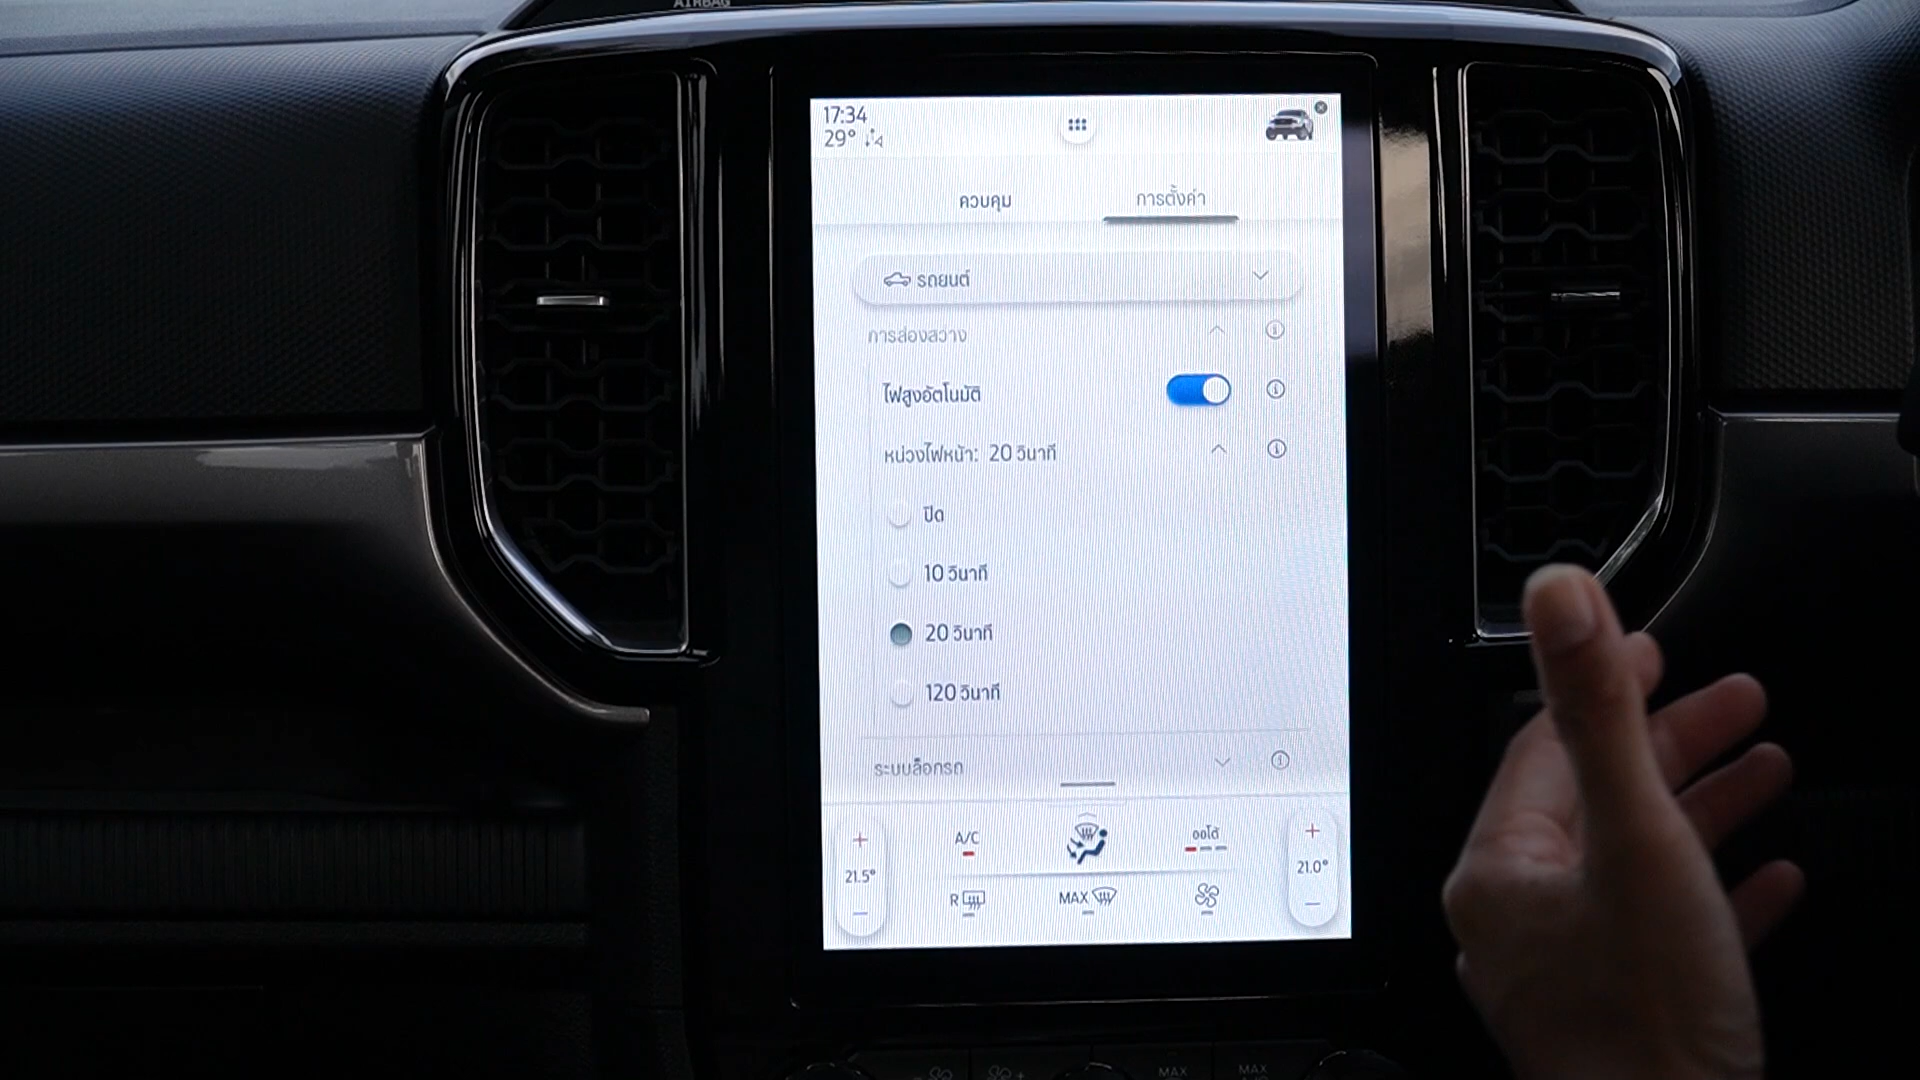 AIRBAG
17:34
29°
ควบคุม
การตั้งค่า
รถยนต์
การส่องสว่าง
ไฟสูงอัตโนมัติ
หน่วงไฟหน้า: 20 วินาที
ปิด
10 วินาที
20 วินาที
120 วินาที
ระบบล็อกรถ
A/C
ออโต้
21.5°
21.0°
R
MAX
MAX
MAX